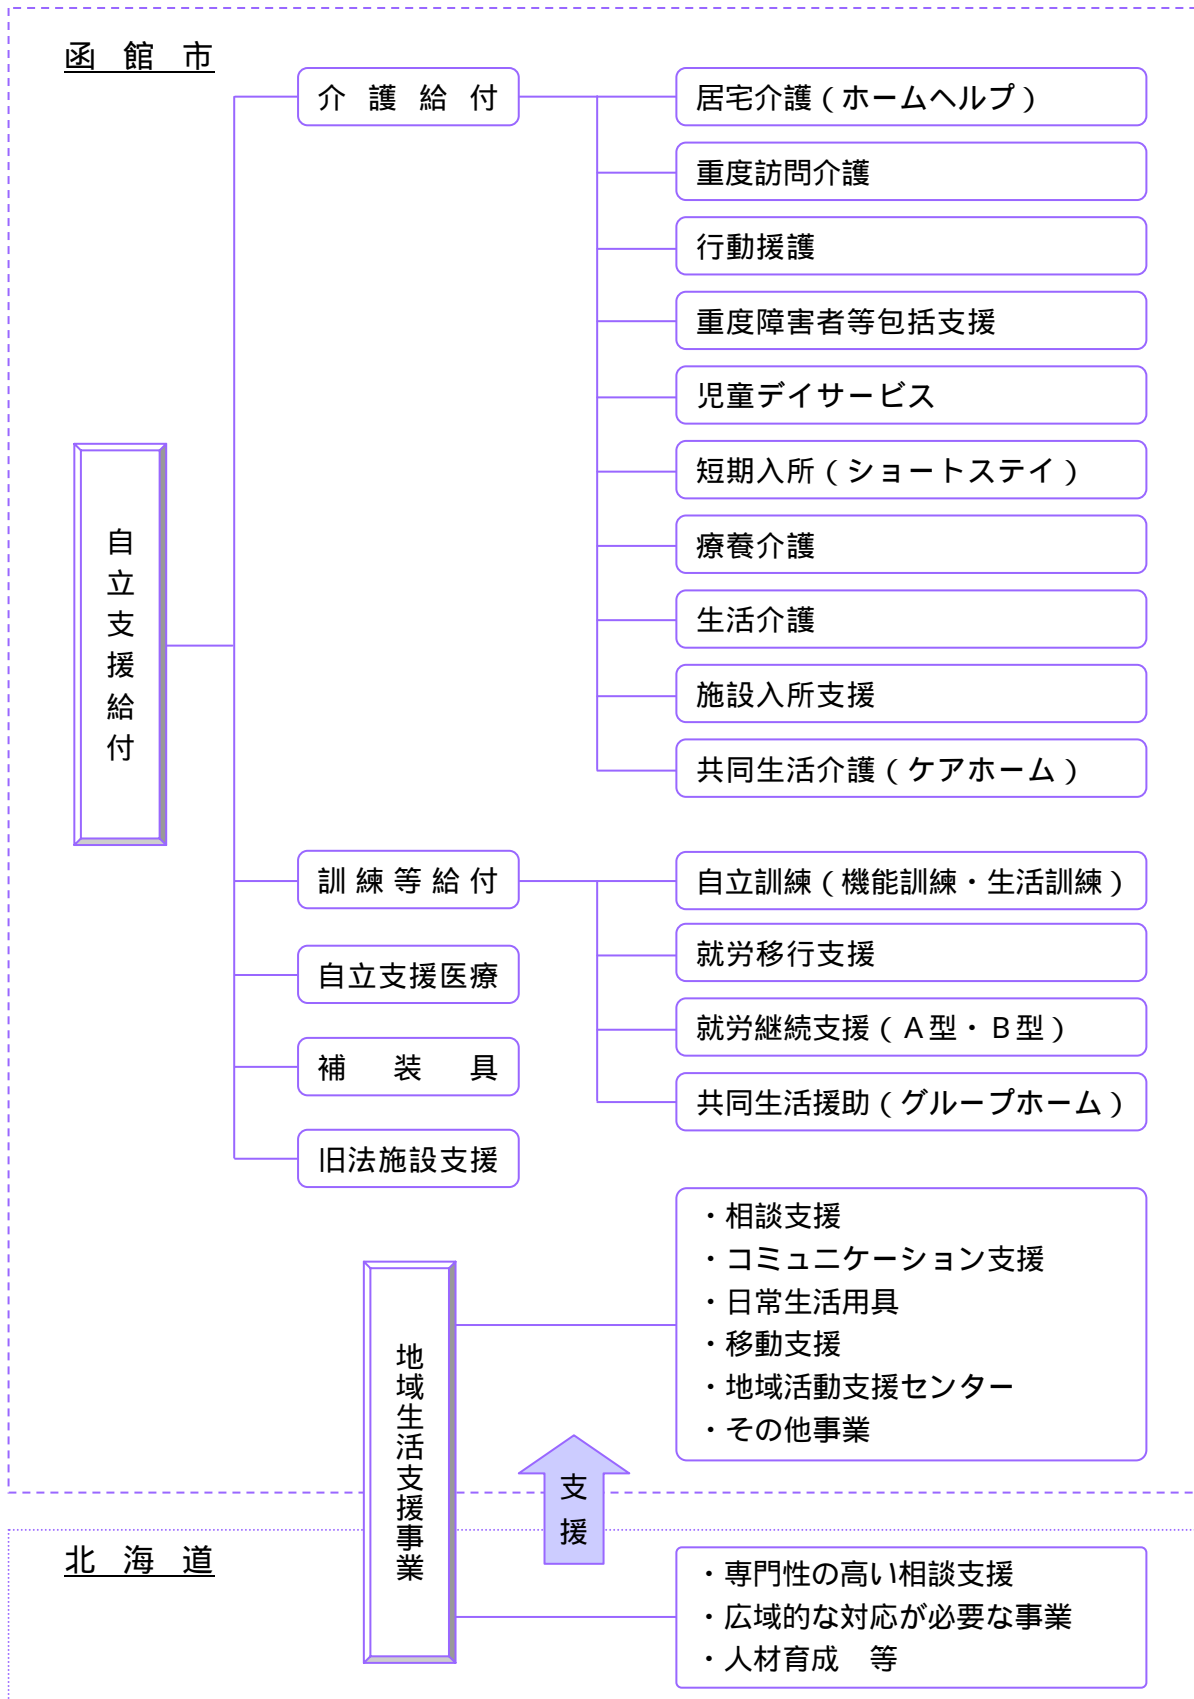 函館市
介護給付
居宅介護(ホームヘルプ)
重度訪問介護
行動援護
重度障害者等包括支援
児童デイサービス
短期入所(ショートステイ)
療養介護
生活介護
施設入所支援
共同生活介護(ケアホーム)
自立支援給付
訓練等給付
自立訓練(機能訓練・生活訓練)
就労移行支援
就労継続支援(A型・B型)
共同生活援助(グループホーム)
自立支援医療
補装具
旧法施設支援
地域生活支援事業
・相談支援
・コミュニケーション支援
・日常生活用具
・移動支援
・地域活動支援センター
・その他事業
支援
北海道
・専門性の高い相談支援
・広域的な対応が必要な事業
・人材育成 等